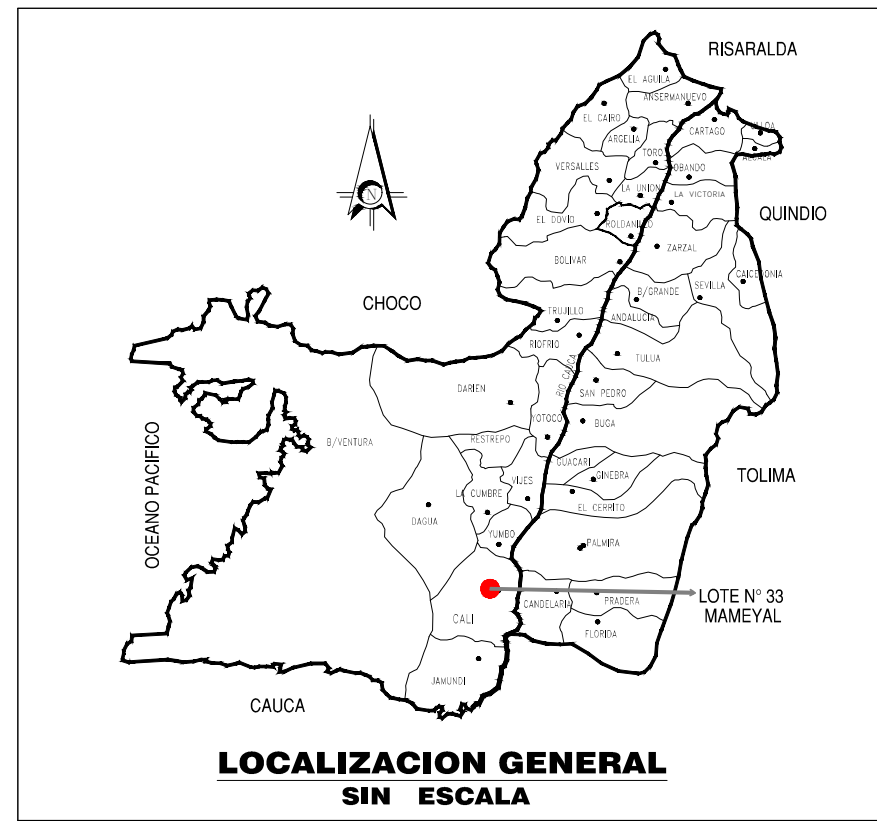 RISARALDA
EL AGUILA
ANSERMANUEVO
EL CAIRO
CARTAGO
ARGELIA
TORO
VERSALLES
OBANDO
LA UNION
LA VICTORIA
N
QUINDIO
EL DOVIO
ROLDANILLO
ZARZAL
BOLIVAR
CAICEDONIA
SEVILLA
B/GRANDE
CHOCO
TRUJILLO
ANDALUCIA
RIOFRIO
TULUA
RIO CAUCA
DARIEN
SAN PEDRO
YOTOCO
BUGA
B/VENTURA
RESTREPO
OCEANO PACIFICO
GUACARI
GINEBRA
TOLIMA
VIJES
LA CUMBRE
EL CERRITO
DAGUA
YUMBO
PALMIRA
LOTE N° 33
MAMEYAL
CANDELARIA
PRADERA
CALI
FLORIDA
JAMUNDI
CAUCA
LOCALIZACION GENERAL
SIN ESCALA